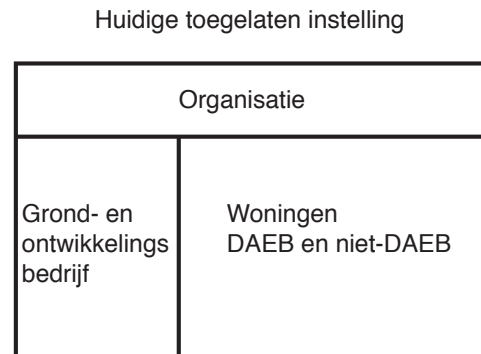 Huidige toegelaten instelling
Organisatie
Grond- en
ontwikkelings
bedrijf
Woningen
DAEB en niet-DAEB